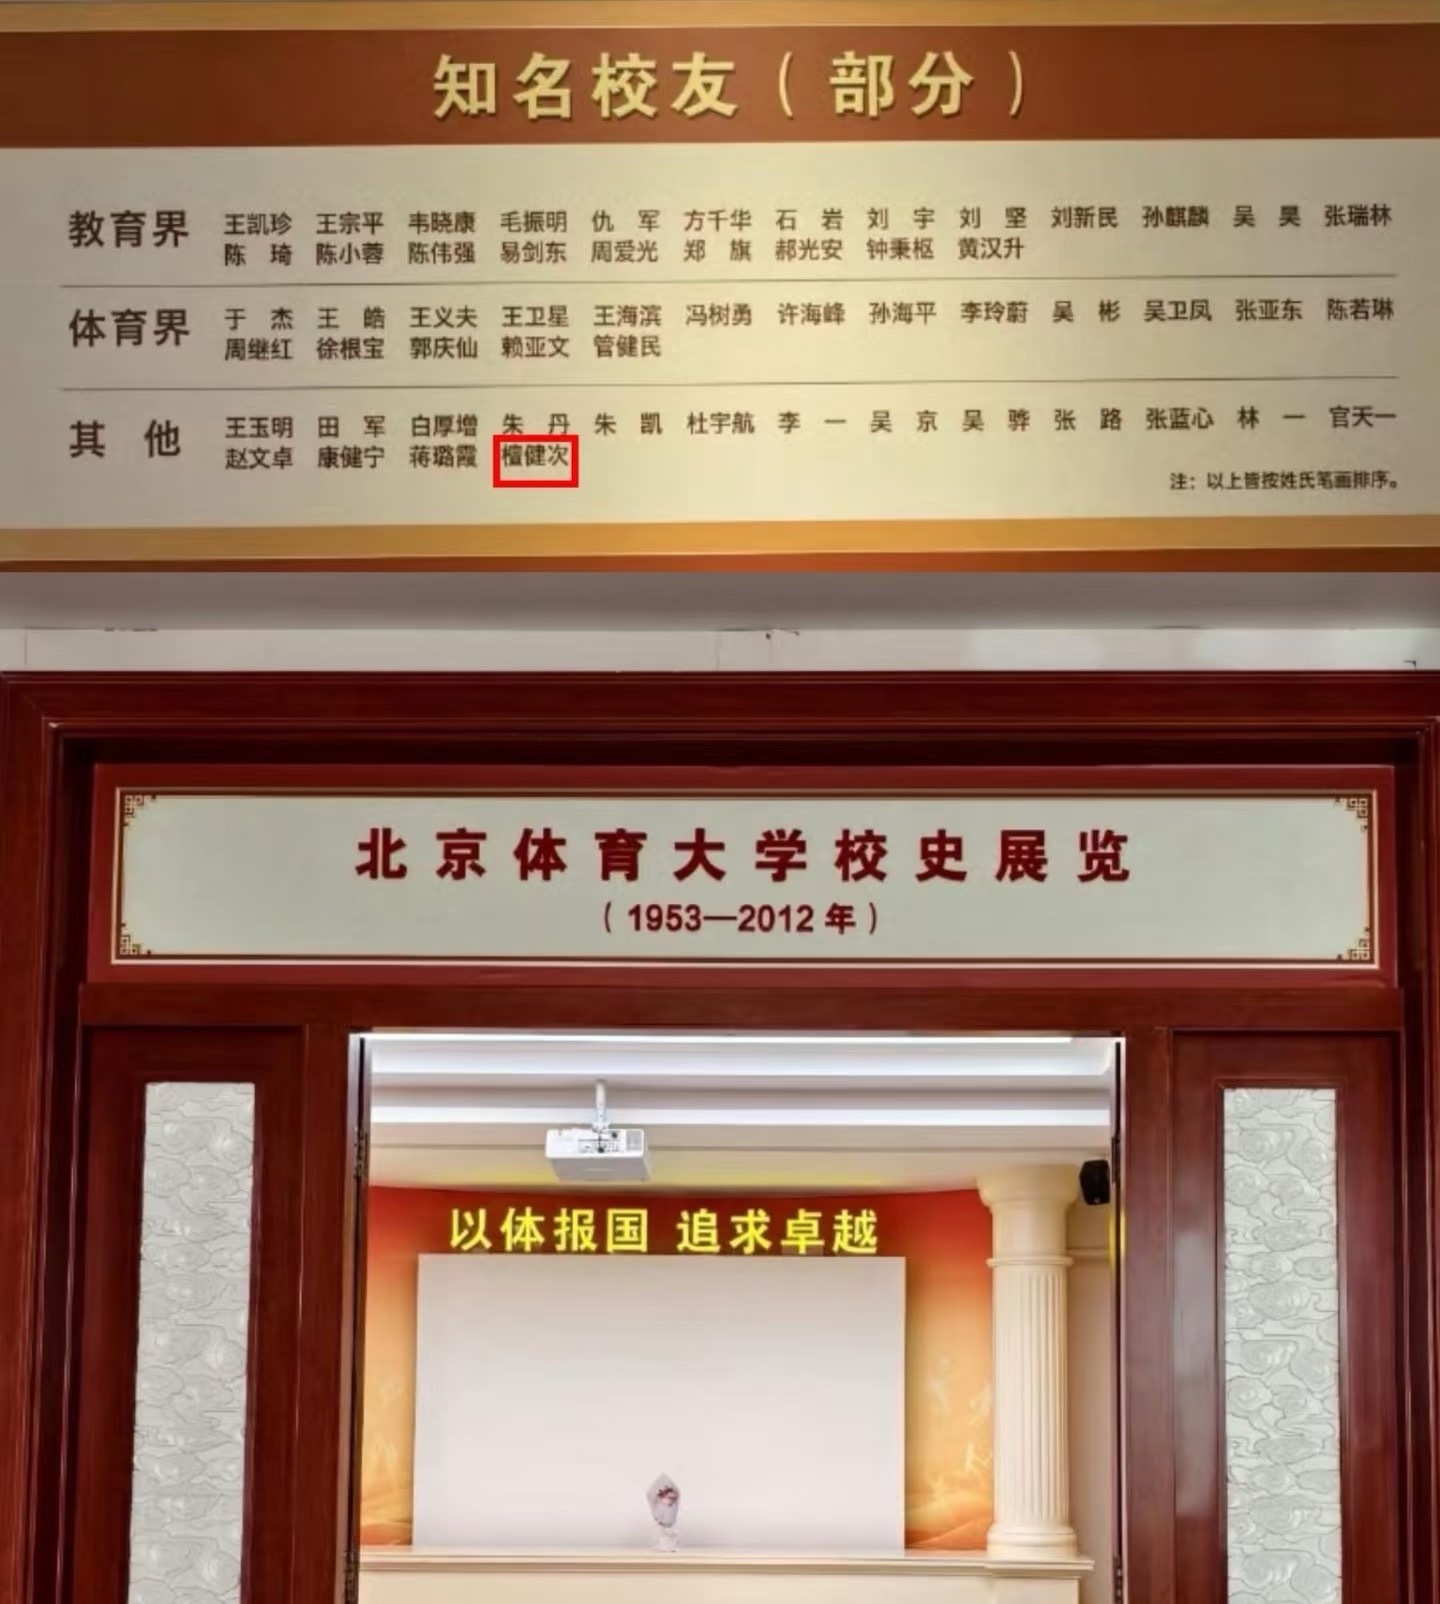 知名校友（部分）
教育界 王凯珍 王宗平 韦晓康 毛振明 仇军 方千华 石岩 刘宇 刘坚 刘新民 孙麒麟 吴昊 张瑞林
陈琦 陈小蓉 陈伟强 易剑东 周爱光 郑旗 郝光安 钟秉枢 黄汉升
体育界 于杰 王皓 王义夫 王卫星 王海滨 冯树勇 许海峰 孙海平 李玲蔚 吴彬 吴卫凤 张亚东 陈若琳
周继红 徐根宝 郭庆仙 赖亚文 管健民
其他 王玉明 田军 白厚增 朱丹 朱凯 杜宇航 李一 吴京 吴骅 张路 张蓝心 林一 官天一
赵文卓 康健宁 蒋璐霞 檀健次
注：以上皆按姓氏笔画排序。
北京体育大学校史展览
（1953—2012年）
以体报国 追求卓越